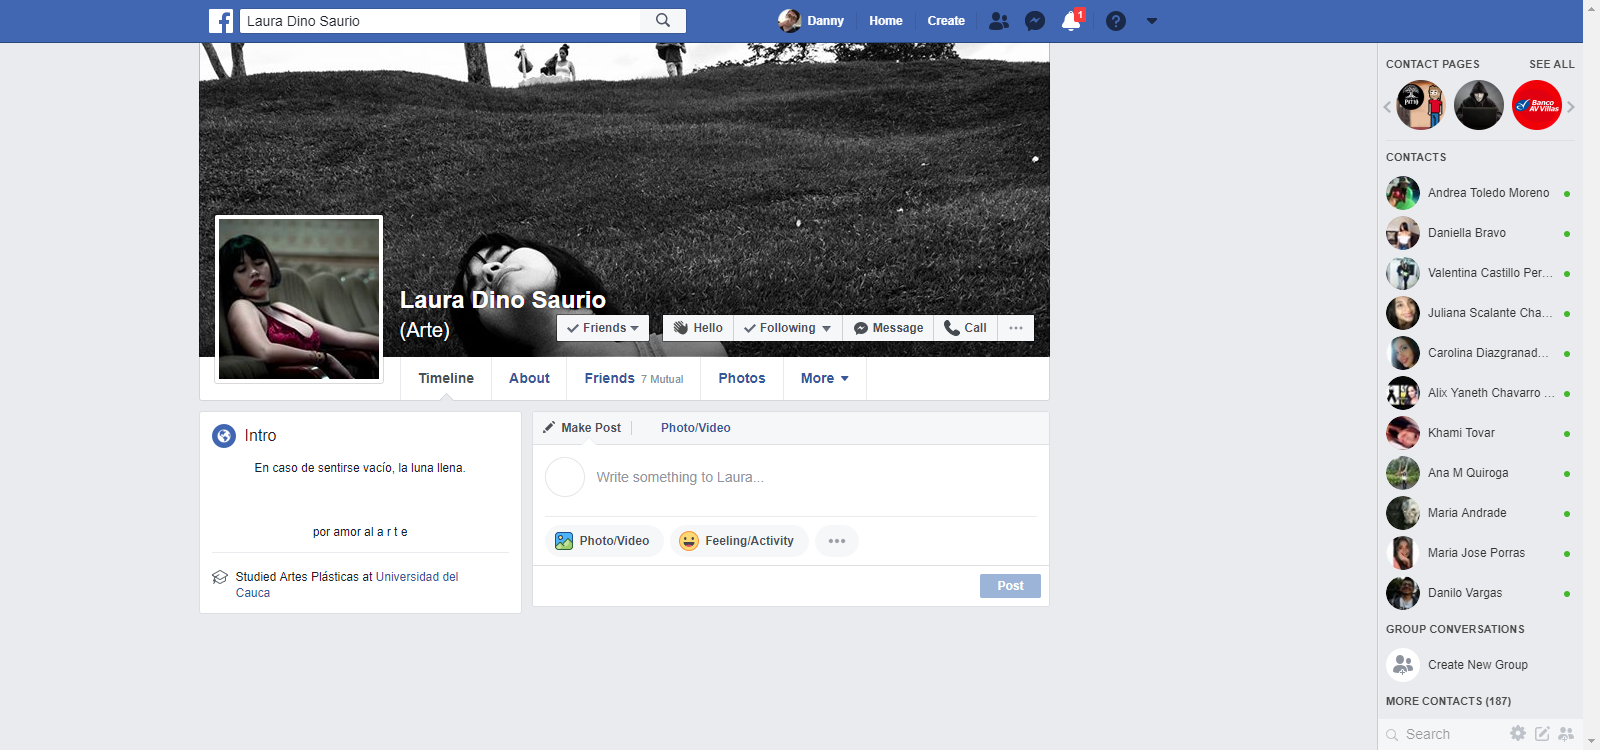 Laura Dino Saurio
Danny
Home
Create
1
Laura Dino Saurio
(Arte)
Friends
Hello
Following
Message
Call
Timeline
About
Friends 7 Mutual
Photos
More
Intro
En caso de sentirse vacío, la luna llena.
por amor al a r t e
Studied Artes Plásticas at Universidad del
Cauca
Make Post
Photo/Video
Write something to Laura...
Photo/Video
Feeling/Activity
Post
CONTACT PAGES
SEE ALL
Banco
AV Villas
CONTACTS
Andrea Toledo Moreno
Daniella Bravo
Valentina Castillo Per...
Juliana Scalante Cha...
Carolina Diazgranad...
Alix Yaneth Chavarro ...
Khami Tovar
Ana M Quiroga
Maria Andrade
Maria Jose Porras
Danilo Vargas
GROUP CONVERSATIONS
Create New Group
MORE CONTACTS (187)
Search